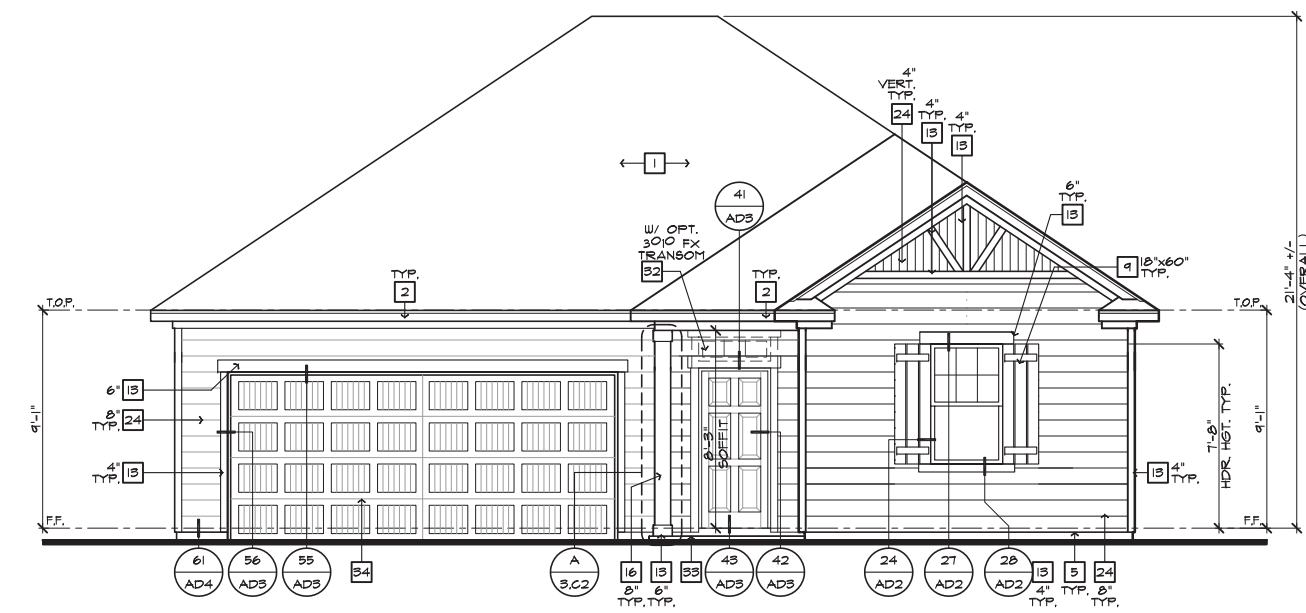 4"
VERT.
TYP.
24
4"
TYP.
13
4"
TYP.
13
1
41
AD3
6"
TYP.
13
W/ OPT.
3010 FX
TRANSOM
32
9
18"x60"
TYP.
21'-4" +/-
(OVERALL)
TYP.
2
TYP.
2
T.O.P.
T.O.P.
6" 13
8"
TYP. 24
9'-1"
4"
TYP. 13
8'-3"
SOFFIT
7'-8"
HDR. HGT. TYP.
9'-1"
13 4"
TYP.
F.F.
F.F.
61
AD4
56
AD3
55
AD3
34
A
3.C2
16
8"
TYP.
13
6"
TYP.
33
43
AD3
42
AD3
24
AD2
27
AD2
28
AD2
13
4"
TYP.
5
TYP.
24
8"
TYP.